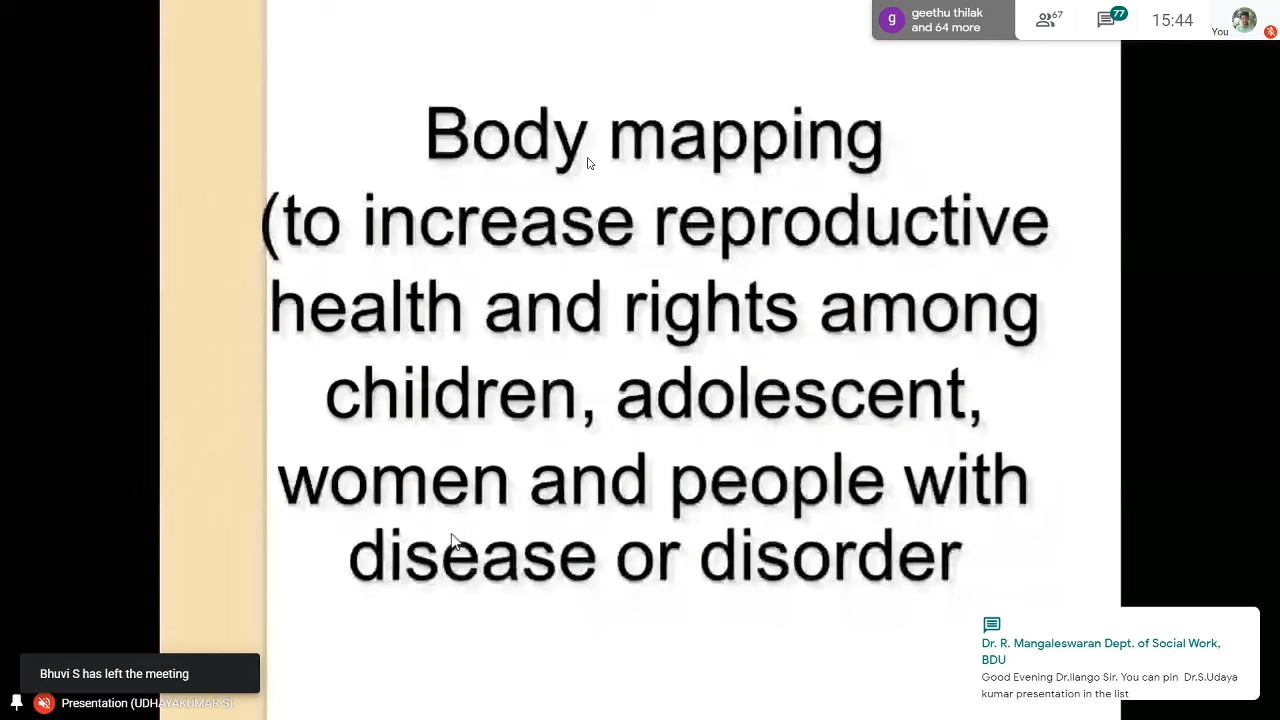 g
geethu thilak
and 64 more
67
77
15:44
You
Body mapping
(to increase reproductive
health and rights among
children, adolescent,
women and people with
disease or disorder
Dr. R. Mangaleswaran Dept. of Social Work,
BDU
Good Evening Dr.Ilango Sir. You can pin Dr.S.Udaya
kumar presentation in the list
Bhuvi S has left the meeting
Presentation (UDHAYAKUMAR S)